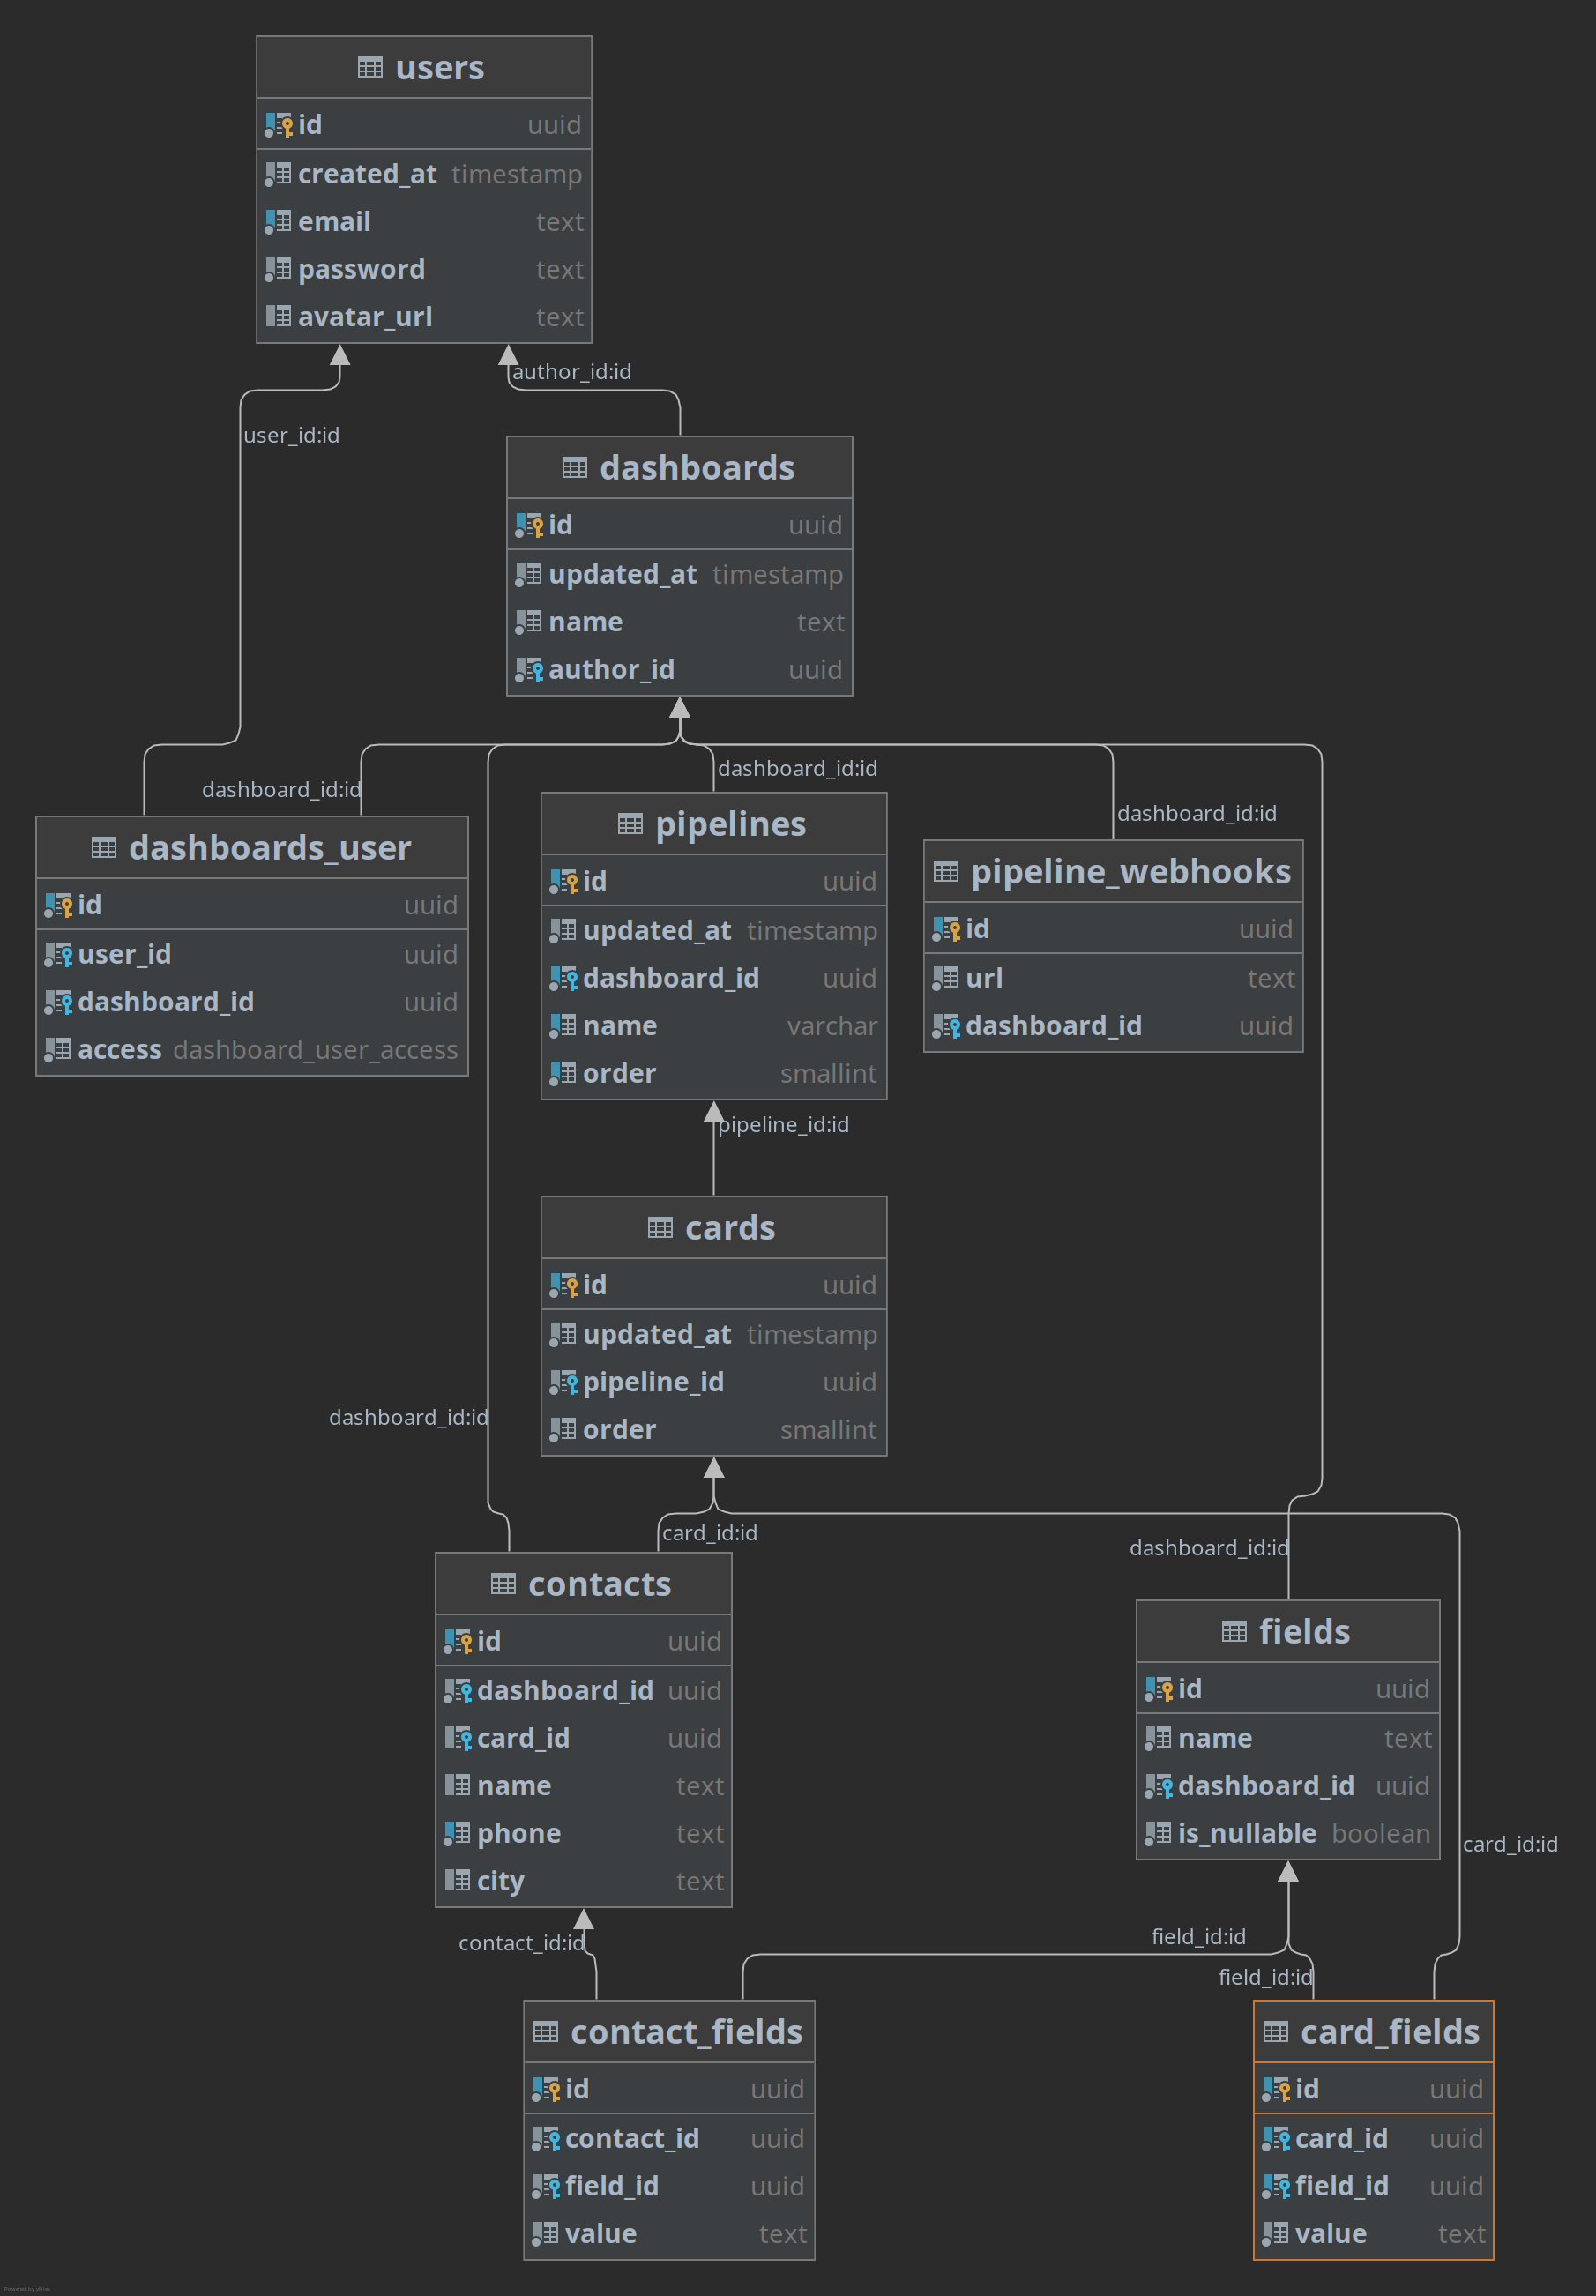 users
id uuid
created_at timestamp
email text
password text
avatar_url text
author_id:id
user_id:id
dashboards
id uuid
updated_at timestamp
name text
author_id uuid
dashboard_id:id
dashboard_id:id
dashboard_id:id
dashboards_user
id uuid
user_id uuid
dashboard_id uuid
access dashboard_user_access
pipelines
id uuid
updated_at timestamp
dashboard_id uuid
name varchar
order smallint
pipeline_webhooks
id uuid
url text
dashboard_id uuid
pipeline_id:id
cards
id uuid
updated_at timestamp
pipeline_id uuid
order smallint
dashboard_id:id
card_id:id
dashboard_id:id
contacts
id uuid
dashboard_id uuid
card_id uuid
name text
phone text
city text
fields
id uuid
name text
dashboard_id uuid
is_nullable boolean
card_id:id
contact_id:id
field_id:id
field_id:id
contact_fields
id uuid
contact_id uuid
field_id uuid
value text
card_fields
id uuid
card_id uuid
field_id uuid
value text
Powered by yFiles